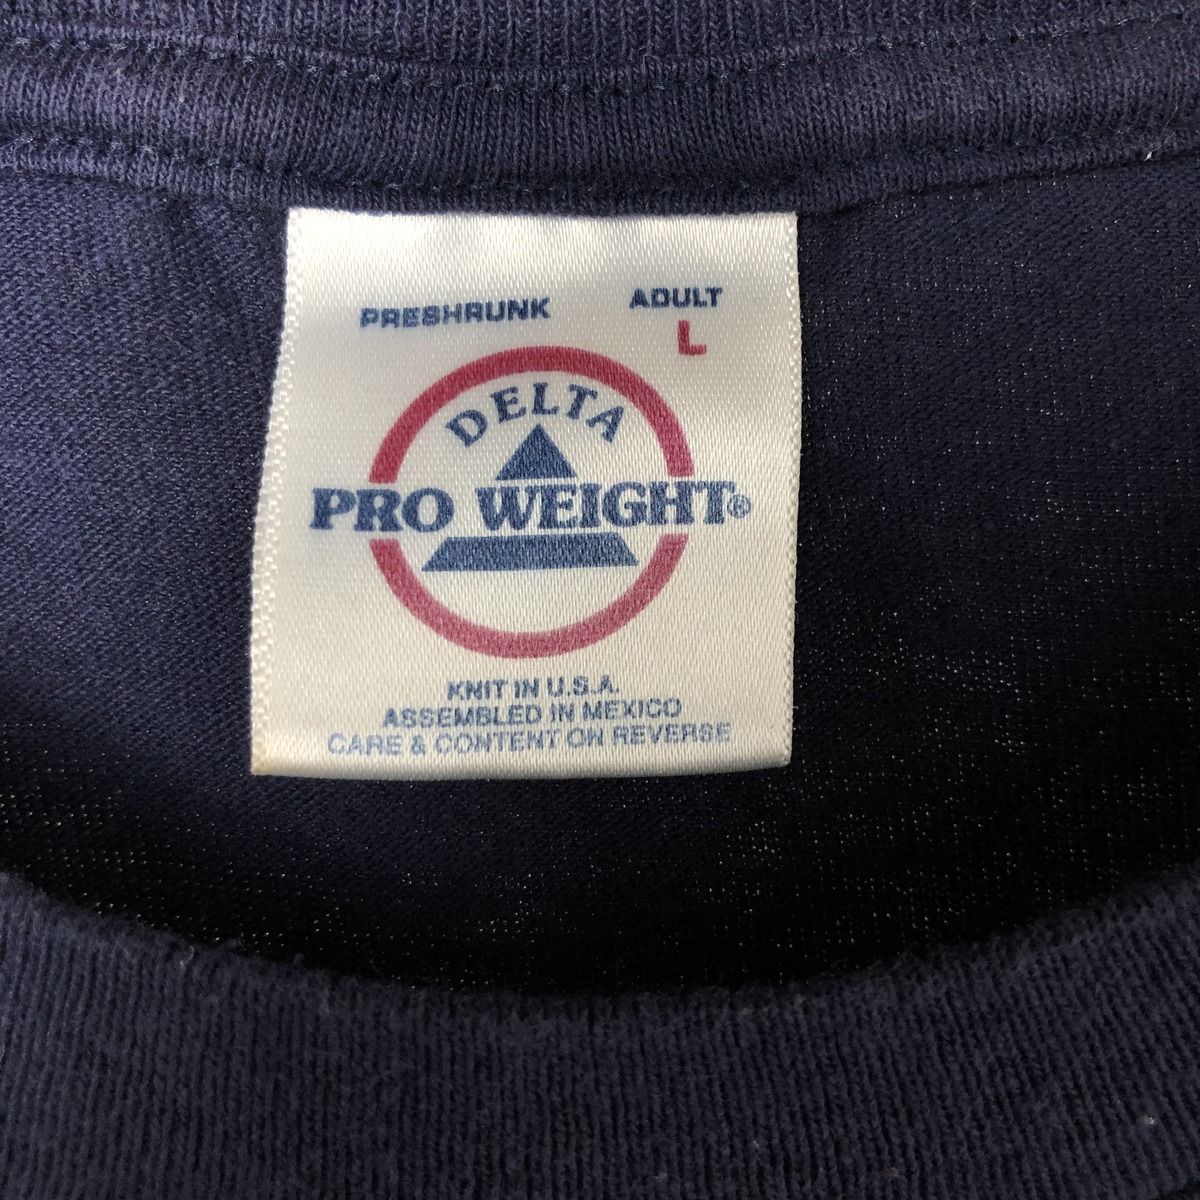 PRESHRUNK ADULT
L
DELTA
PRO WEIGHT®
KNIT IN U.S.A.
ASSEMBLED IN MEXICO
CARE & CONTENT ON REVERSE